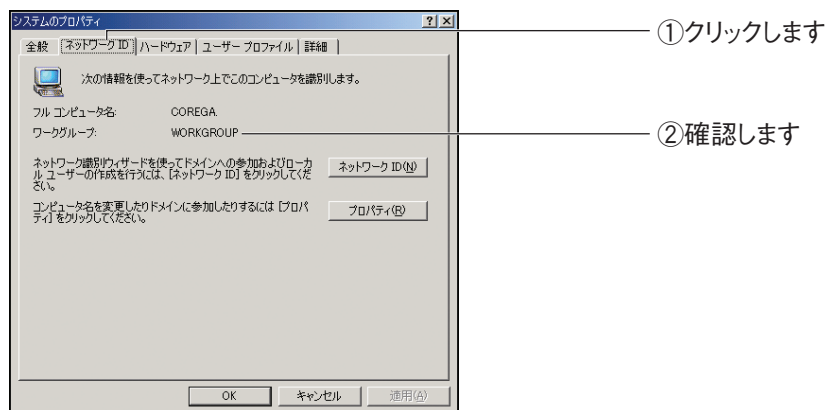 システムのプロパティ
全般 ネットワーク ID ハードウェア ユーザー プロファイル 詳細
①クリックします
次の情報を使ってネットワーク上でこのコンピュータを識別します。
フル コンピュータ名: COREGA.
ワークグループ: WORKGROUP
②確認します
ネットワーク識別ウィザードを使ってドメインへの参加およびローカ
ル ユーザーの作成を行うには、[ネットワーク ID] をクリックしてくだ
さい。
ネットワーク ID(N)
コンピュータ名を変更したりドメインに参加したりするには [プロパ
ティ] をクリックしてください。
プロパティ(R)
OK キャンセル 適用(A)